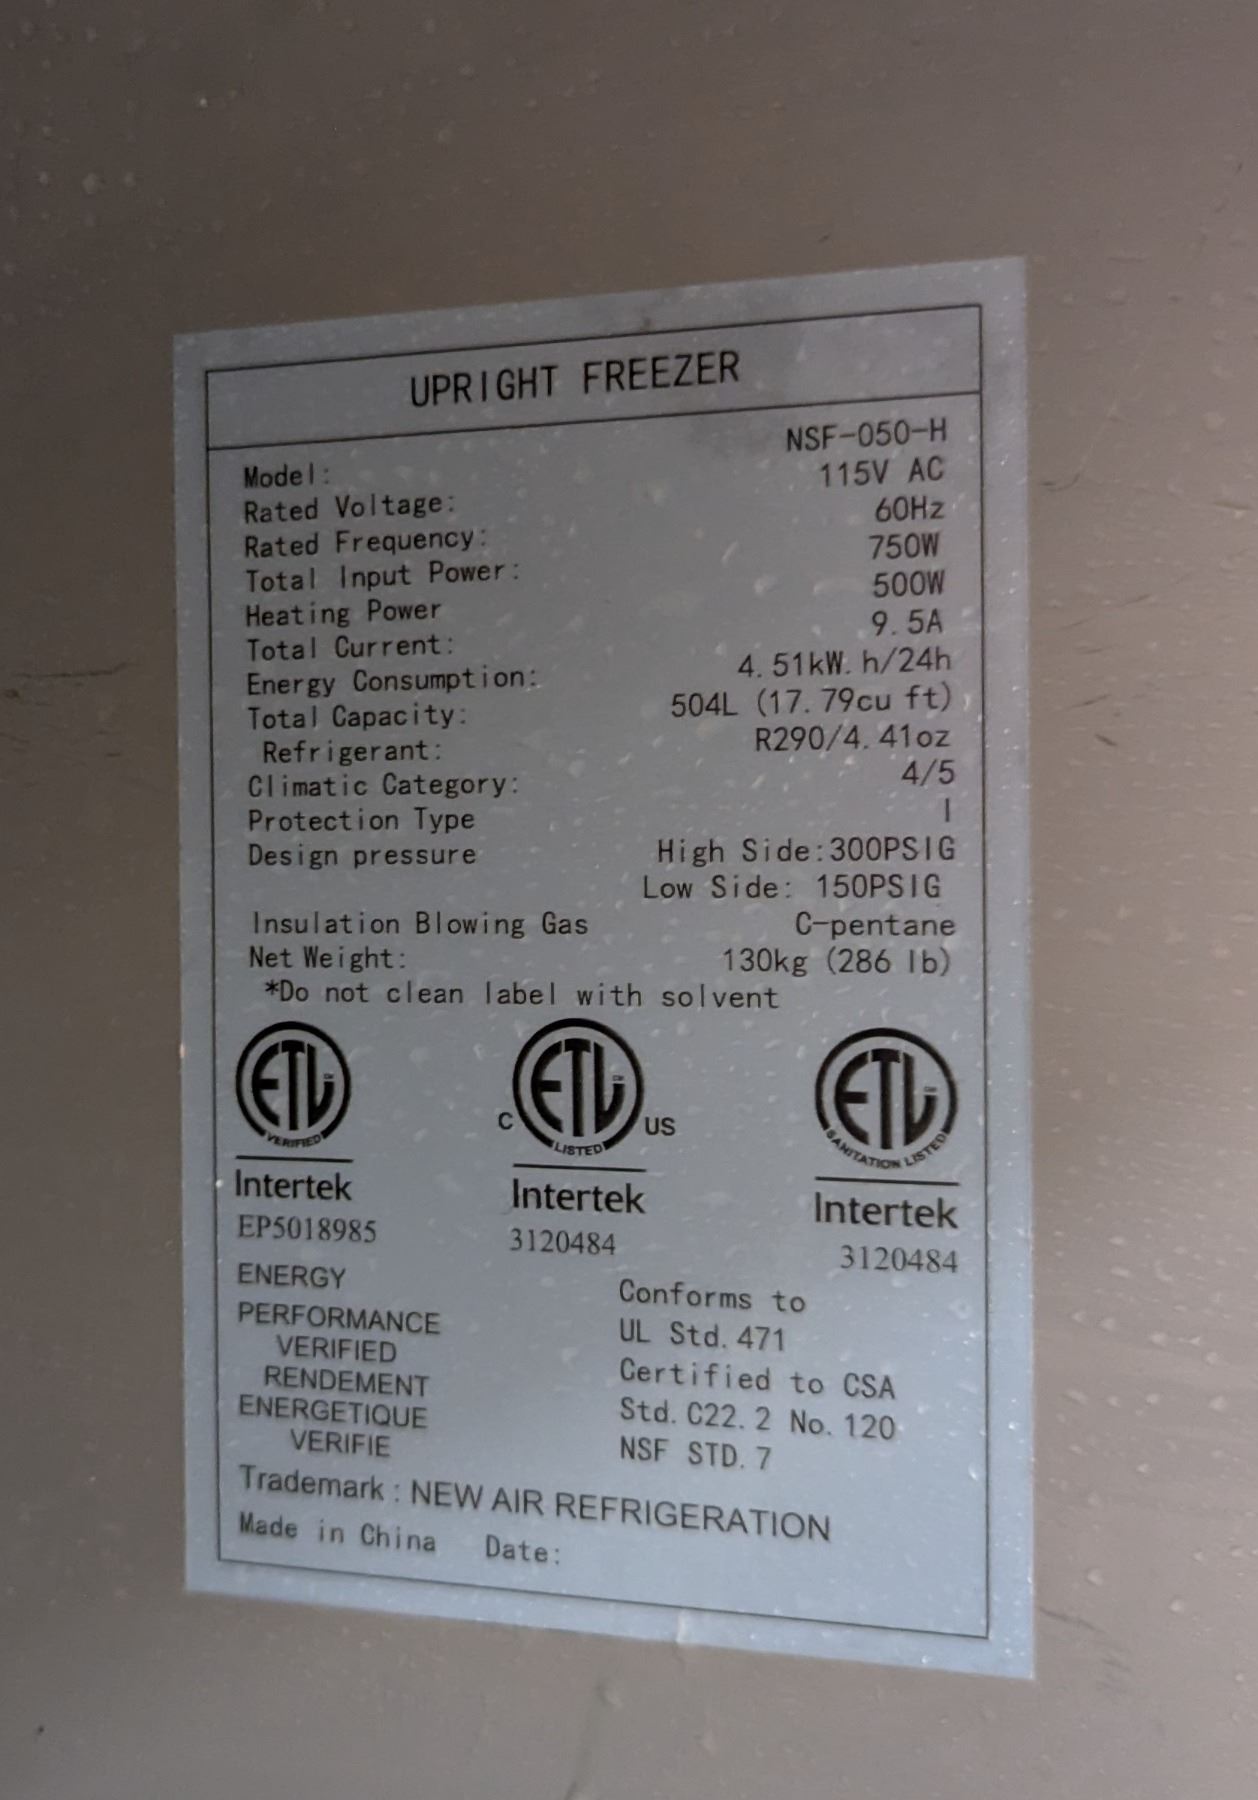 UPRIGHT FREEZER
Model: NSF-050-H
Rated Voltage: 115V AC
Rated Frequency: 60Hz
Total Input Power: 750W
Heating Power 500W
Total Current: 9.5A
Energy Consumption: 4.51kW.h/24h
Total Capacity: 504L (17.79cu ft)
Refrigerant: R290/4.41oz
Climatic Category: 4/5
Protection Type I
Design pressure High Side:300PSIG
Low Side: 150PSIG
Insulation Blowing Gas C-pentane
Net Weight: 130kg (286 lb)
*Do not clean label with solvent
ETL CM VERIFIED
Intertek
EP5018985
ENERGY
PERFORMANCE
VERIFIED
RENDEMENT
ENERGETIQUE
VERIFIE
C ETL CM LISTED US
Intertek
3120484
ETL CM SANITATION LISTED
Intertek
3120484
Conforms to
UL Std. 471
Certified to CSA
Std. C22.2 No. 120
NSF STD. 7
Trademark : NEW AIR REFRIGERATION
Made in China Date: